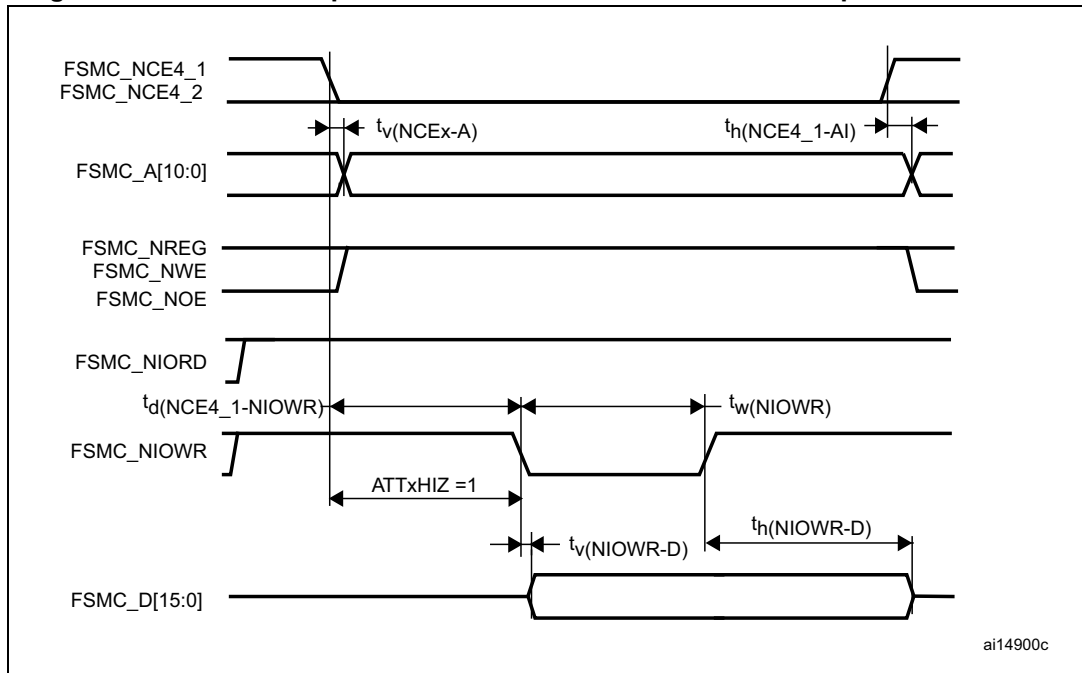 FSMC_NCE4_1
FSMC_NCE4_2
tv(NCEx-A)
th(NCE4_1-AI)
FSMC_A[10:0]
FSMC_NREG
FSMC_NWE
FSMC_NOE
FSMC_NIORD
td(NCE4_1-NIOWR)
tw(NIOWR)
FSMC_NIOWR
ATTxHIZ =1
th(NIOWR-D)
tv(NIOWR-D)
FSMC_D[15:0]
ai14900c